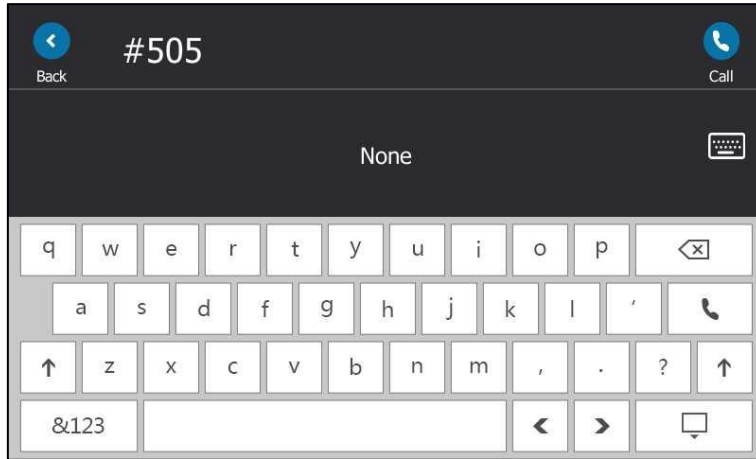 #505
Back
Call
None
q w e r t y u i o p
a s d f g h j k l '
z x c v b n m , . ?
&123